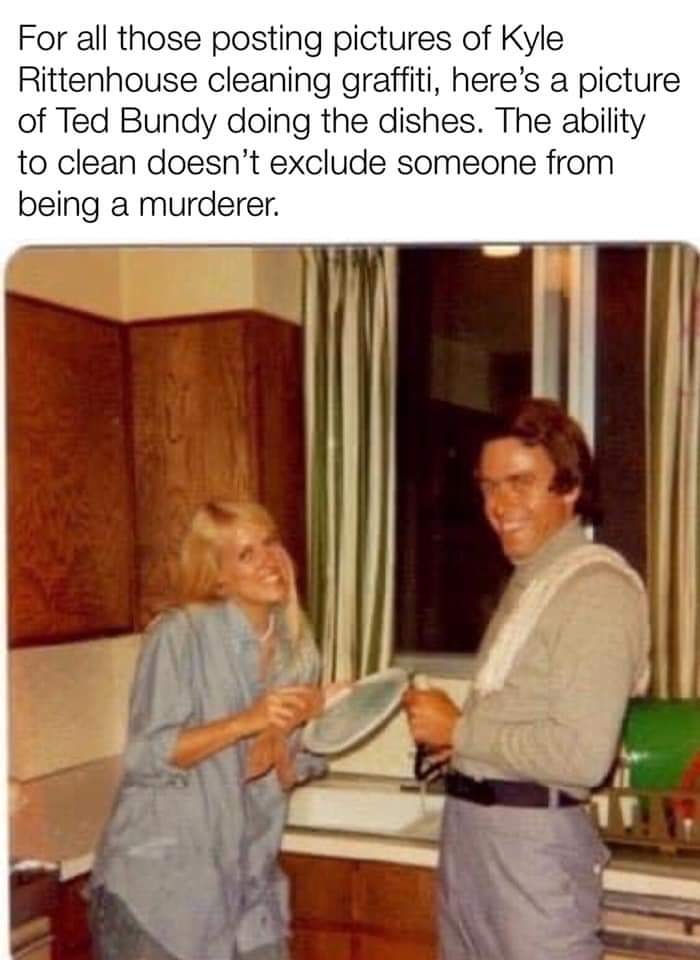 For all those posting pictures of Kyle
Rittenhouse cleaning graffiti, here’s a picture
of Ted Bundy doing the dishes. The ability
to clean doesn’t exclude someone from
being a murderer.